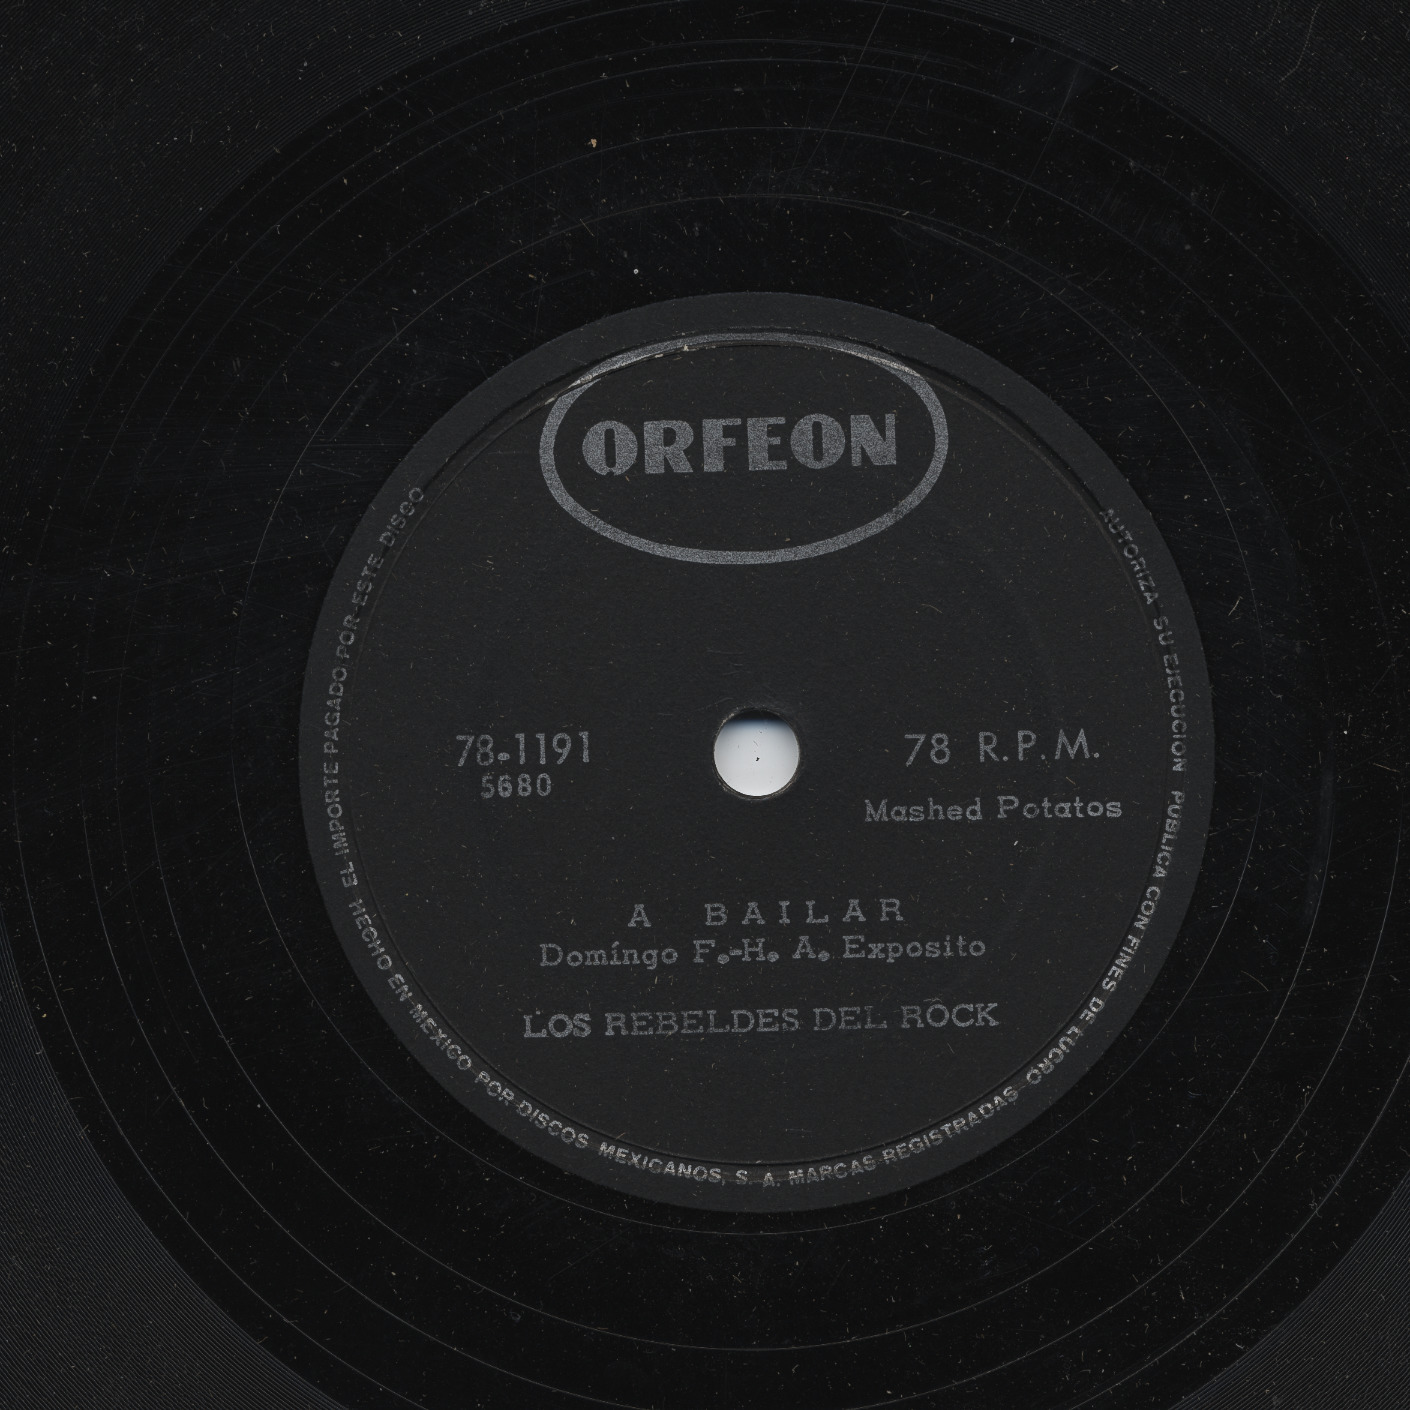 ORFEON
78-1191
5680
78 R.P.M.
Mashed Potatos
A BAILAR
Domíngo F.-H. A. Exposito
LOS REBELDES DEL ROCK
EL IMPORTE PAGADO POR ESTE DISCO AUTORIZA SU EJECUCION PUBLICA CON FINES DE LUCRO
HECHO EN MEXICO POR DISCOS MEXICANOS, S. A. MARCAS REGISTRADAS